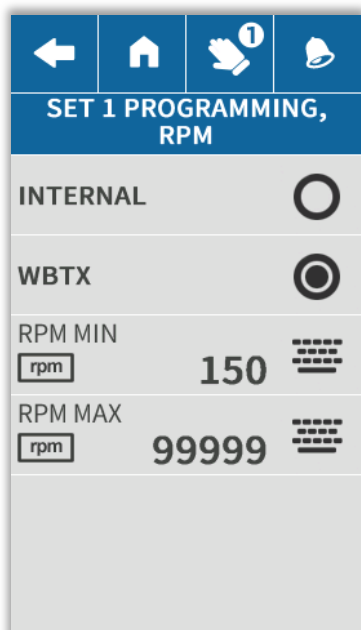 1
SET 1 PROGRAMMING,
RPM
INTERNAL
WBTX
RPM MIN
rpm 150
RPM MAX
rpm 99999